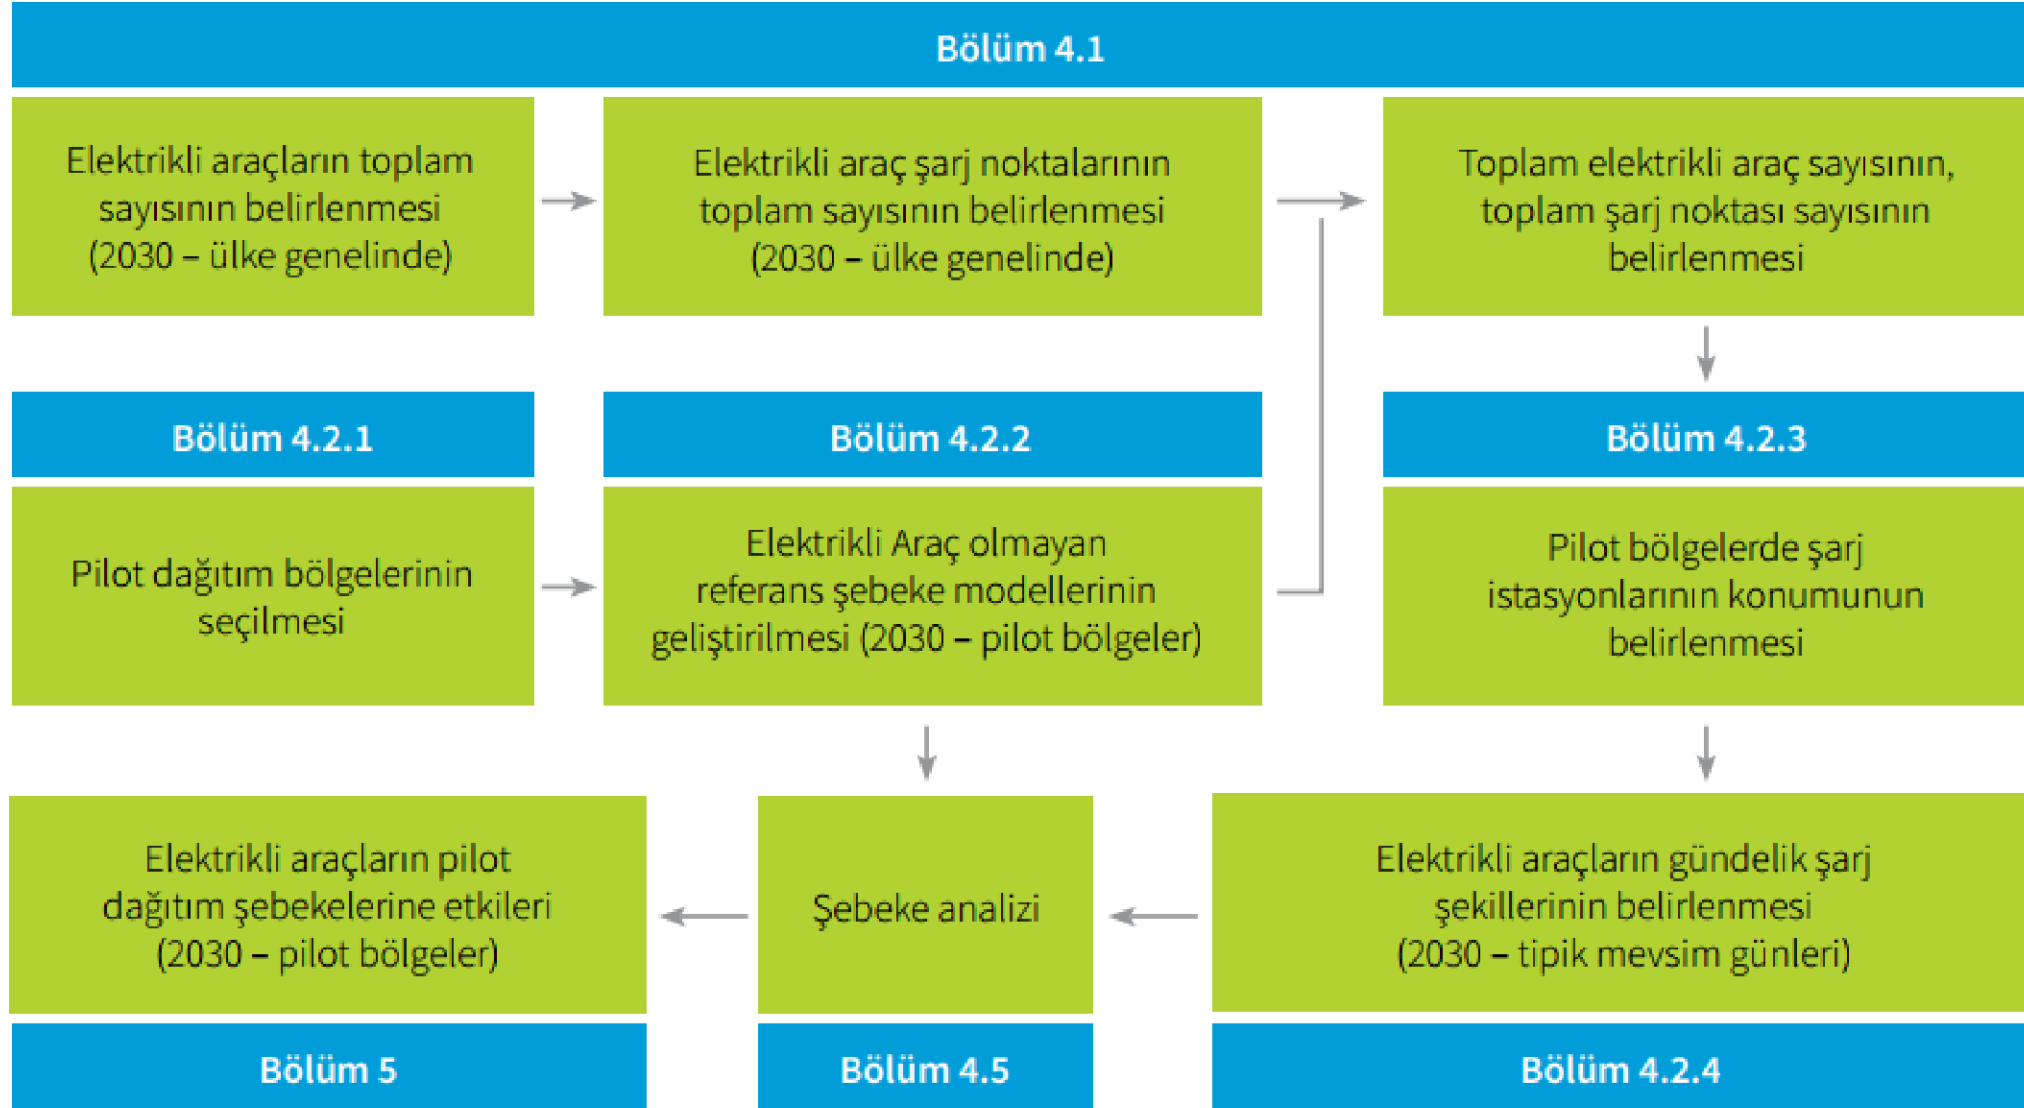 Bölüm 4.1
Elektrikli araçların toplam
sayısının belirlenmesi
(2030 – ülke genelinde)
Elektrikli araç şarj noktalarının
toplam sayısının belirlenmesi
(2030 – ülke genelinde)
Toplam elektrikli araç sayısının,
toplam şarj noktası sayısının
belirlenmesi
Bölüm 4.2.1
Pilot dağıtım bölgelerinin
seçilmesi
Bölüm 4.2.2
Elektrikli Araç olmayan
referans şebeke modellerinin
geliştirilmesi (2030 – pilot bölgeler)
Bölüm 4.2.3
Pilot bölgelerde şarj
istasyonlarının konumunun
belirlenmesi
Elektrikli araçların pilot
dağıtım şebekelerine etkileri
(2030 – pilot bölgeler)
Bölüm 5
Şebeke analizi
Bölüm 4.5
Elektrikli araçların gündelik şarj
şekillerinin belirlenmesi
(2030 – tipik mevsim günleri)
Bölüm 4.2.4